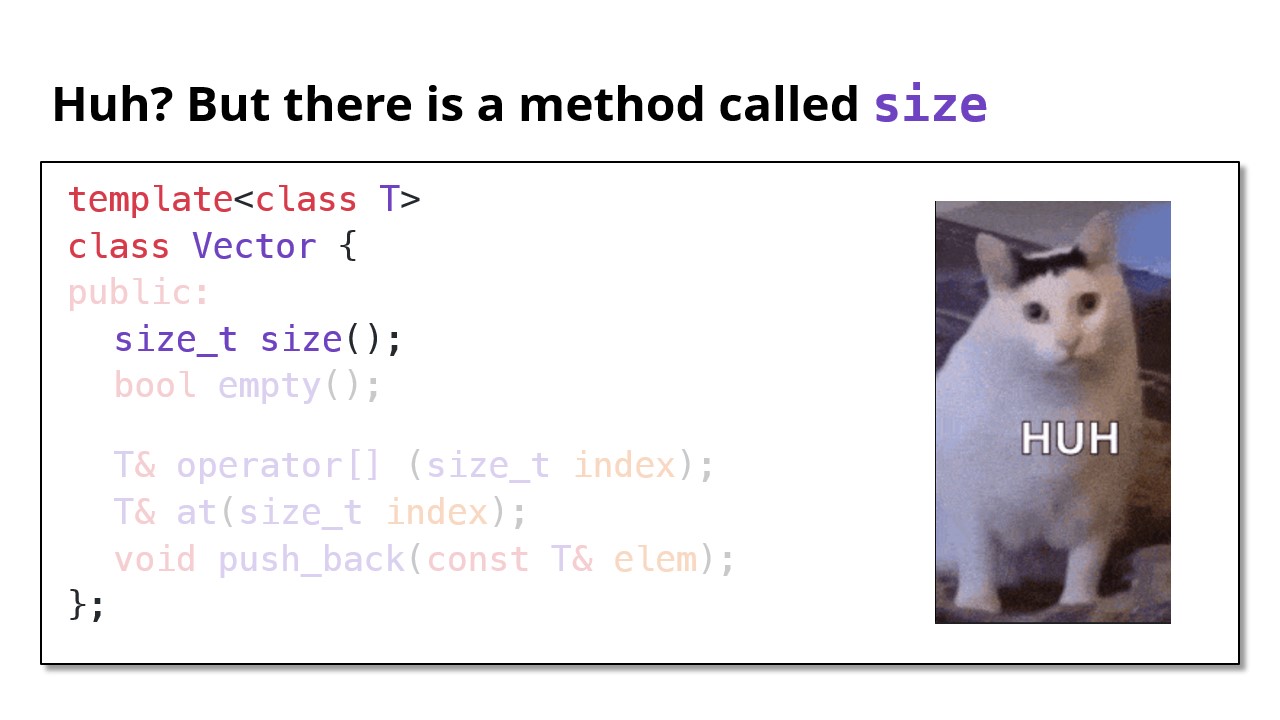 Huh? But there is a method called size
template<class T>
class Vector {
public:
size_t size();
bool empty();
T& operator[] (size_t index);
T& at(size_t index);
void push_back(const T& elem);
};
HUH